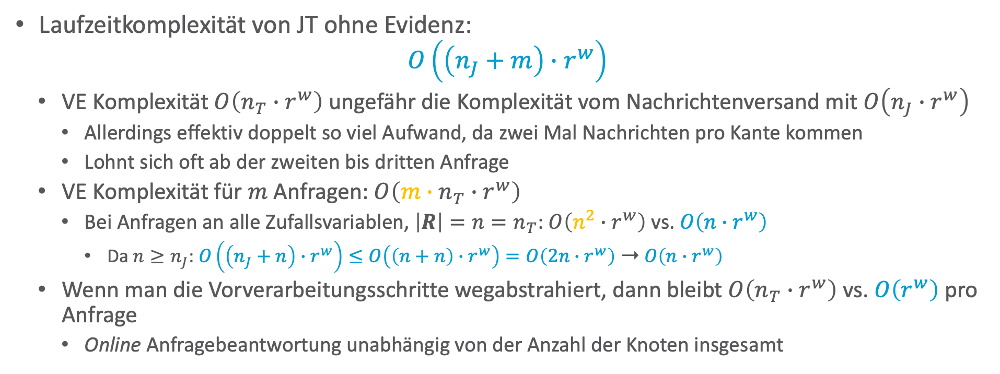 • Laufzeitkomplexität von JT ohne Evidenz:
O((n_J + m) · r^w)
• VE Komplexität O(n_T · r^w) ungefähr die Komplexität vom Nachrichtenversand mit O(n_J · r^w)
• Allerdings effektiv doppelt so viel Aufwand, da zwei Mal Nachrichten pro Kante kommen
• Lohnt sich oft ab der zweiten bis dritten Anfrage
• VE Komplexität für m Anfragen: O(m · n_T · r^w)
• Bei Anfragen an alle Zufallsvariablen, |R| = n = n_T: O(n² · r^w) vs. O(n · r^w)
• Da n ≥ n_J: O((n_J + n) · r^w) ≤ O((n + n) · r^w) = O(2n · r^w) → O(n · r^w)
• Wenn man die Vorverarbeitungsschritte wegabstrahiert, dann bleibt O(n_T · r^w) vs. O(r^w) pro
Anfrage
• Online Anfragebeantwortung unabhängig von der Anzahl der Knoten insgesamt